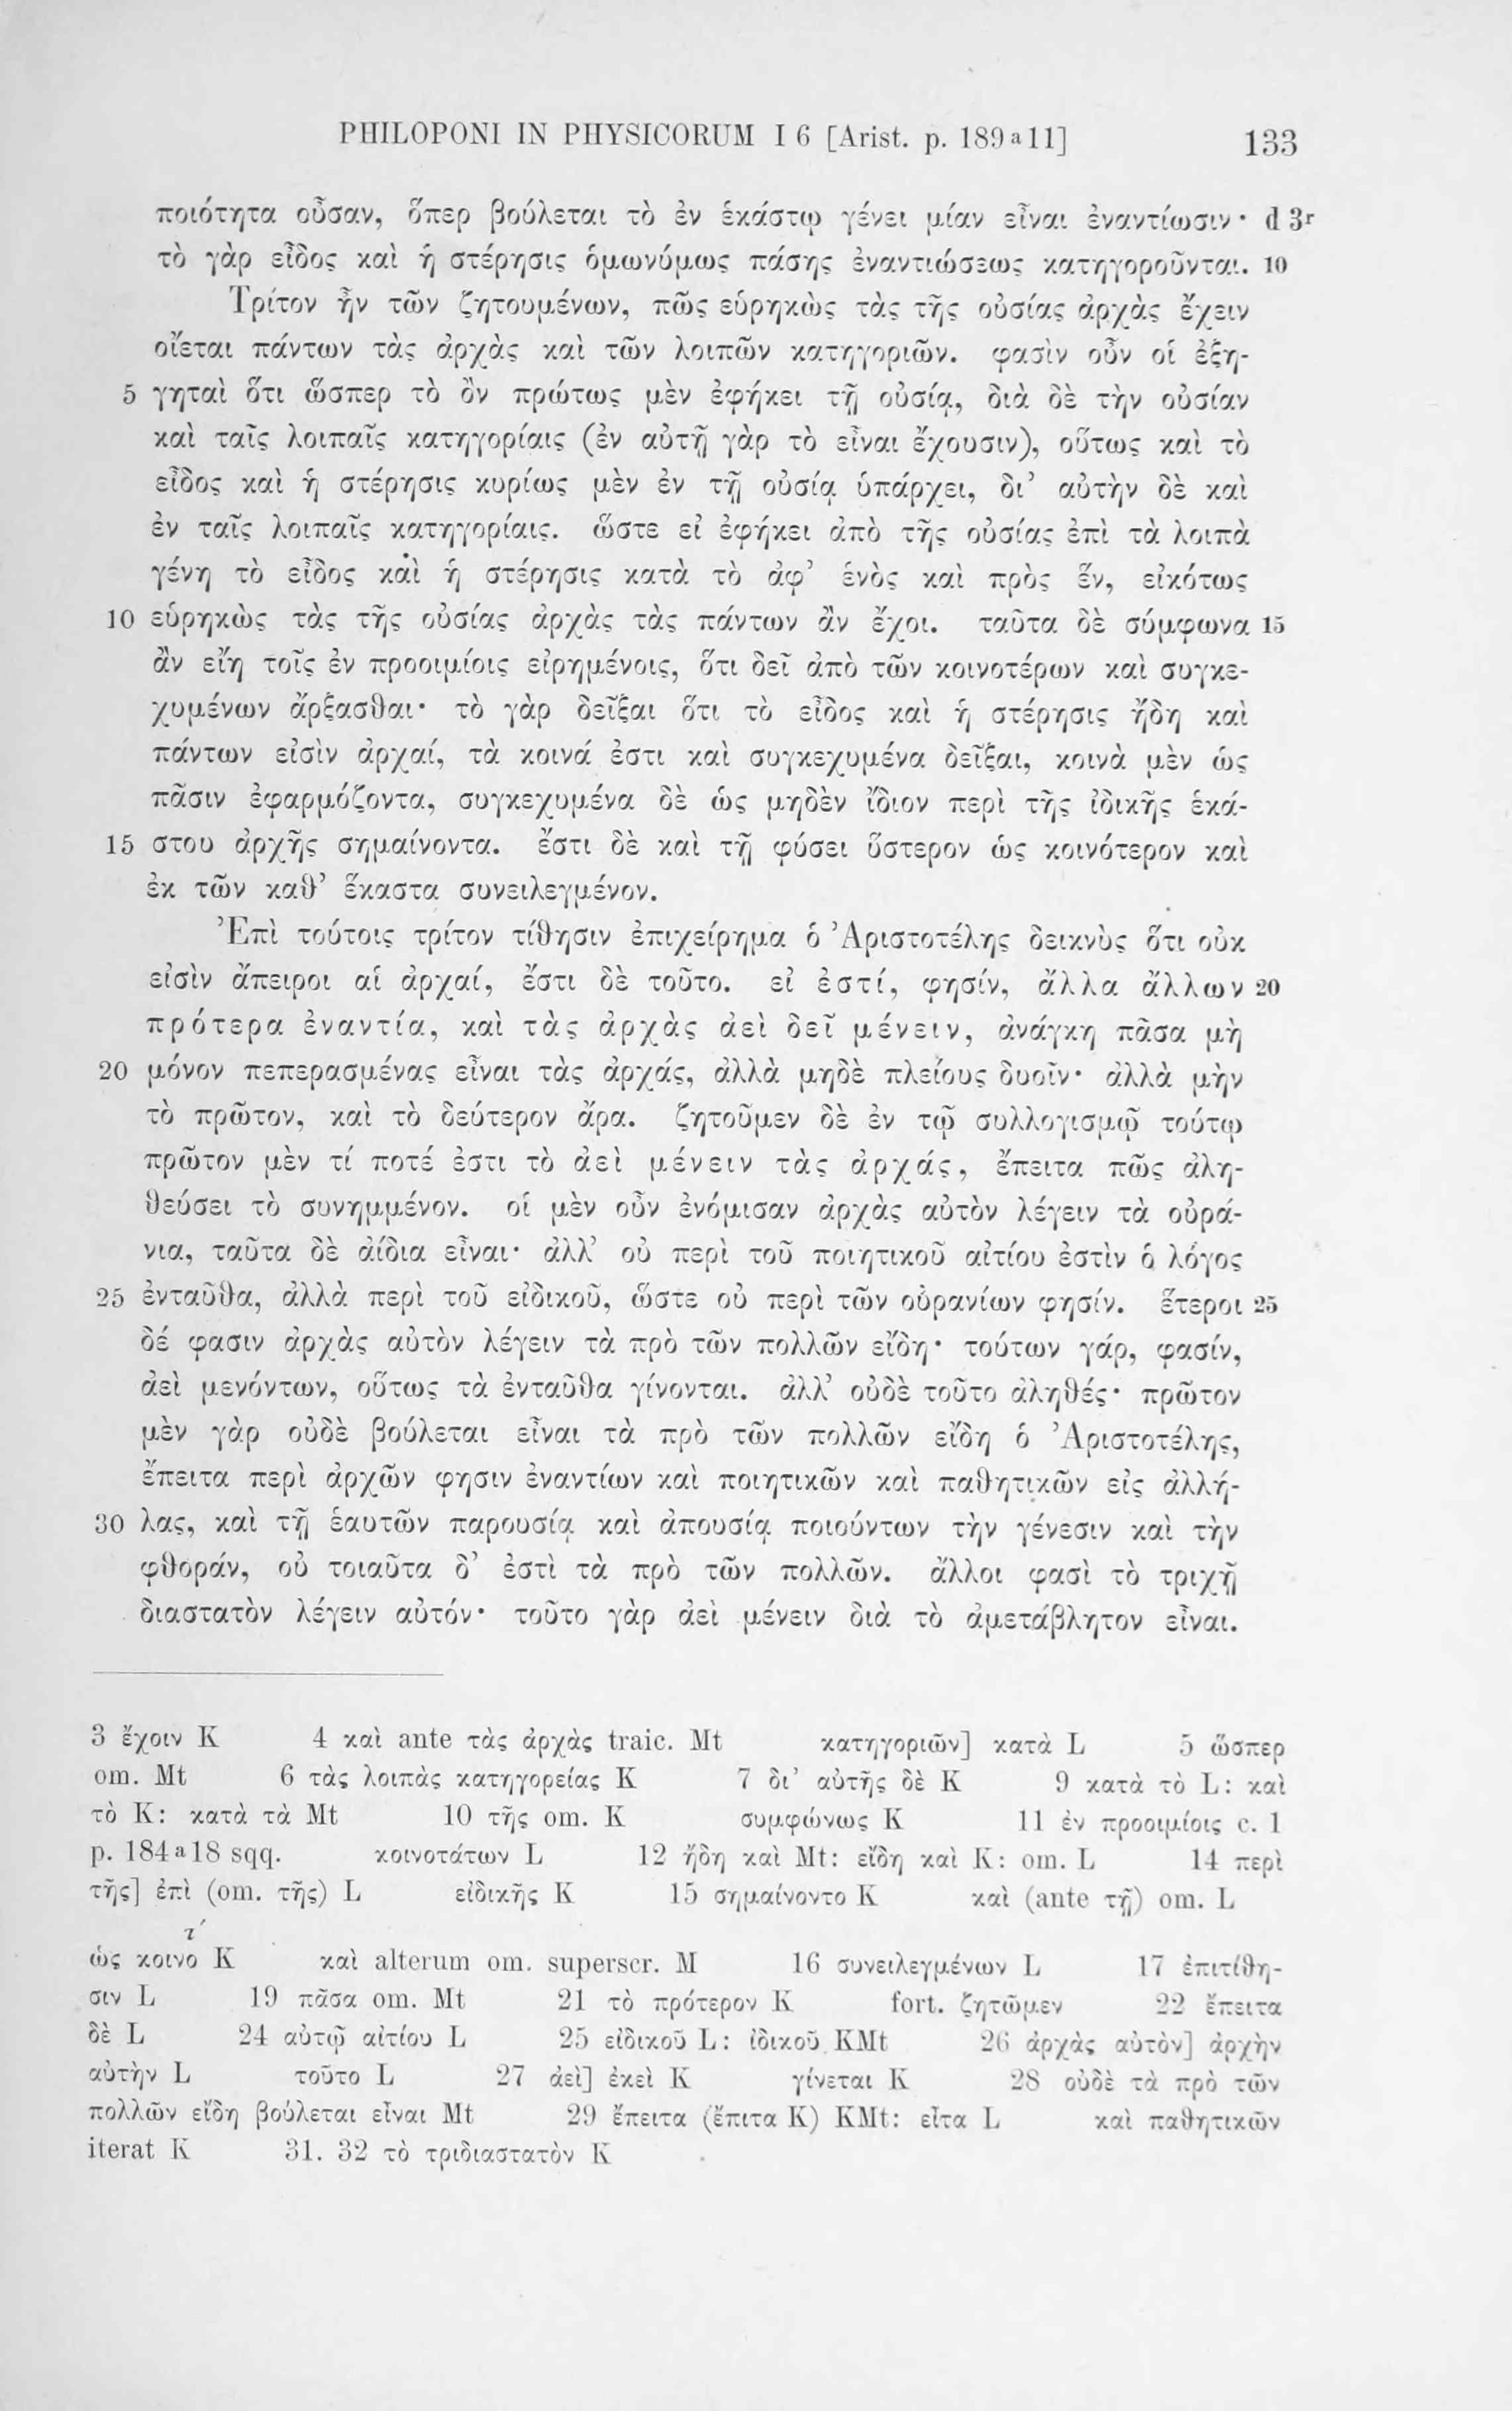 PHILOPONI IN PHYSICORUM I 6 [Arist. p. 189 a 11] 133
ποιότητα οὖσαν, ὅπερ βούλεται τὸ ἐν ἑκάστῳ γένει μίαν εἶναι ἐναντίωσιν· d 3r
τὸ γὰρ εἶδος καὶ ἡ στέρησις ὁμωνύμως πάσης ἐναντιώσεως κατηγοροῦνται. 10
Τρίτον ἦν τῶν ζητουμένων, πῶς εὑρηκὼς τὰς τῆς οὐσίας ἀρχὰς ἔχειν
οἴεται πάντων τὰς ἀρχὰς καὶ τῶν λοιπῶν κατηγοριῶν. φασὶν οὖν οἱ ἐξη-
5 γηταὶ ὅτι ὥσπερ τὸ ὂν πρώτως μὲν ἐφήκει τῇ οὐσίᾳ, διὰ δὲ τὴν οὐσίαν
καὶ ταῖς λοιπαῖς κατηγορίαις (ἐν αὐτῇ γὰρ τὸ εἶναι ἔχουσιν), οὕτως καὶ τὸ
εἶδος καὶ ἡ στέρησις κυρίως μὲν ἐν τῇ οὐσίᾳ ὑπάρχει, δι’ αὐτὴν δὲ καὶ
ἐν ταῖς λοιπαῖς κατηγορίαις. ὥστε εἰ ἐφήκει ἀπὸ τῆς οὐσίας ἐπὶ τὰ λοιπὰ
γένη τὸ εἶδος καὶ ἡ στέρησις κατὰ τὸ ἀφ’ ἑνὸς καὶ πρὸς ἕν, εἰκότως
10 εὑρηκὼς τὰς τῆς οὐσίας ἀρχὰς τὰς πάντων ἂν ἔχοι. ταῦτα δὲ σύμφωνα 15
ἂν εἴη τοῖς ἐν προοιμίοις εἰρημένοις, ὅτι δεῖ ἀπὸ τῶν κοινοτέρων καὶ συγκε-
χυμένων ἄρξασθαι· τὸ γὰρ δεῖξαι ὅτι τὸ εἶδος καὶ ἡ στέρησις ἤδη καὶ
πάντων εἰσὶν ἀρχαί, τὰ κοινά ἐστι καὶ συγκεχυμένα δεῖξαι, κοινὰ μὲν ὡς
πᾶσιν ἐφαρμόζοντα, συγκεχυμένα δὲ ὡς μηδὲν ἴδιον περὶ τῆς ἰδικῆς ἑκά-
15 στου ἀρχῆς σημαίνοντα. ἔστι δὲ καὶ τῇ φύσει ὕστερον ὡς κοινότερον καὶ
ἐκ τῶν καθ’ ἕκαστα συνειλεγμένον.
Ἐπὶ τούτοις τρίτον τίθησιν ἐπιχείρημα ὁ Ἀριστοτέλης δεικνὺς ὅτι οὐκ
εἰσὶν ἄπειροι αἱ ἀρχαί, ἔστι δὲ τοῦτο. εἰ ἐστί, φησίν, ἄλλα ἄλλων 20
πρότερα ἐναντία, καὶ τὰς ἀρχὰς ἀεὶ δεῖ μένειν, ἀνάγκη πᾶσα μὴ
20 μόνον πεπερασμένας εἶναι τὰς ἀρχάς, ἀλλὰ μηδὲ πλείους δυοῖν· ἀλλὰ μὴν
τὸ πρῶτον, καὶ τὸ δεύτερον ἄρα. ζητοῦμεν δὲ ἐν τῷ συλλογισμῷ τούτῳ
πρῶτον μὲν τί ποτέ ἐστι τὸ ἀεὶ μένειν τὰς ἀρχάς, ἔπειτα πῶς ἀλη-
θεύσει τὸ συνημμένον. οἱ μὲν οὖν ἐνόμισαν ἀρχὰς αὐτὸν λέγειν τὰ οὐρά-
νια, ταῦτα δὲ ἀίδια εἶναι· ἀλλ’ οὐ περὶ τοῦ ποιητικοῦ αἰτίου ἐστὶν ὁ λόγος
25 ἐνταῦθα, ἀλλὰ περὶ τοῦ εἰδικοῦ, ὥστε οὐ περὶ τῶν οὐρανίων φησίν. ἕτεροι 25
δέ φασιν ἀρχὰς αὐτὸν λέγειν τὰ πρὸ τῶν πολλῶν εἴδη· τούτων γάρ, φασίν,
ἀεὶ μενόντων, οὕτως τὰ ἐνταῦθα γίνονται. ἀλλ’ οὐδὲ τοῦτο ἀληθές· πρῶτον
μὲν γὰρ οὐδὲ βούλεται εἶναι τὰ πρὸ τῶν πολλῶν εἴδη ὁ Ἀριστοτέλης,
ἔπειτα περὶ ἀρχῶν φησιν ἐναντίων καὶ ποιητικῶν καὶ παθητικῶν εἰς ἀλλή-
30 λας, καὶ τῇ ἑαυτῶν παρουσίᾳ καὶ ἀπουσίᾳ ποιούντων τὴν γένεσιν καὶ τὴν
φθοράν, οὐ τοιαῦτα δ’ ἐστὶ τὰ πρὸ τῶν πολλῶν. ἄλλοι φασὶ τὸ τριχῇ
διαστατὸν λέγειν αὐτόν· τοῦτο γὰρ ἀεὶ μένειν διὰ τὸ ἀμετάβλητον εἶναι.
3 ἔχοιν K 4 καὶ ante τὰς ἀρχὰς traic. Mt κατηγοριῶν] κατὰ L 5 ὥσπερ
om. Mt 6 τὰς λοιπὰς κατηγορείας K 7 δι’ αὐτῆς δὲ K 9 κατὰ τὸ L: καὶ
τὸ K: κατὰ τὰ Mt 10 τῆς om. K συμφώνως K 11 ἐν προοιμίοις c. 1
p. 184 a 18 sqq. κοινοτάτων L 12 ἤδη καὶ Mt: εἴδη καὶ K: om. L 14 περὶ
τῆς] ἐπὶ (om. τῆς) L εἰδικῆς K 15 σημαίνοντο K καὶ (ante τῇ) om. L
ὡς κοινο K καὶ alterum om. superscr. M 16 συνειλεγμένων L 17 ἐπιτίθη-
σιν L 19 πᾶσα om. Mt 21 τὸ πρότερον K fort. ζητῶμεν 22 ἔπειτα
δὲ L 24 αὐτῷ αἰτίου L 25 εἰδικοῦ L: ἰδικοῦ KMt 26 ἀρχὰς αὐτὸν] ἀρχὴν
αὐτὴν L τοῦτο L 27 ἀεὶ] ἐκεὶ K γίνεται K 28 οὐδὲ τὰ πρὸ τῶν
πολλῶν εἴδη βούλεται εἶναι Mt 29 ἔπειτα (ἔπιτα K) KMt: εἶτα L καὶ παθητικῶν
iterat K 31. 32 τὸ τριδιαστατὸν K